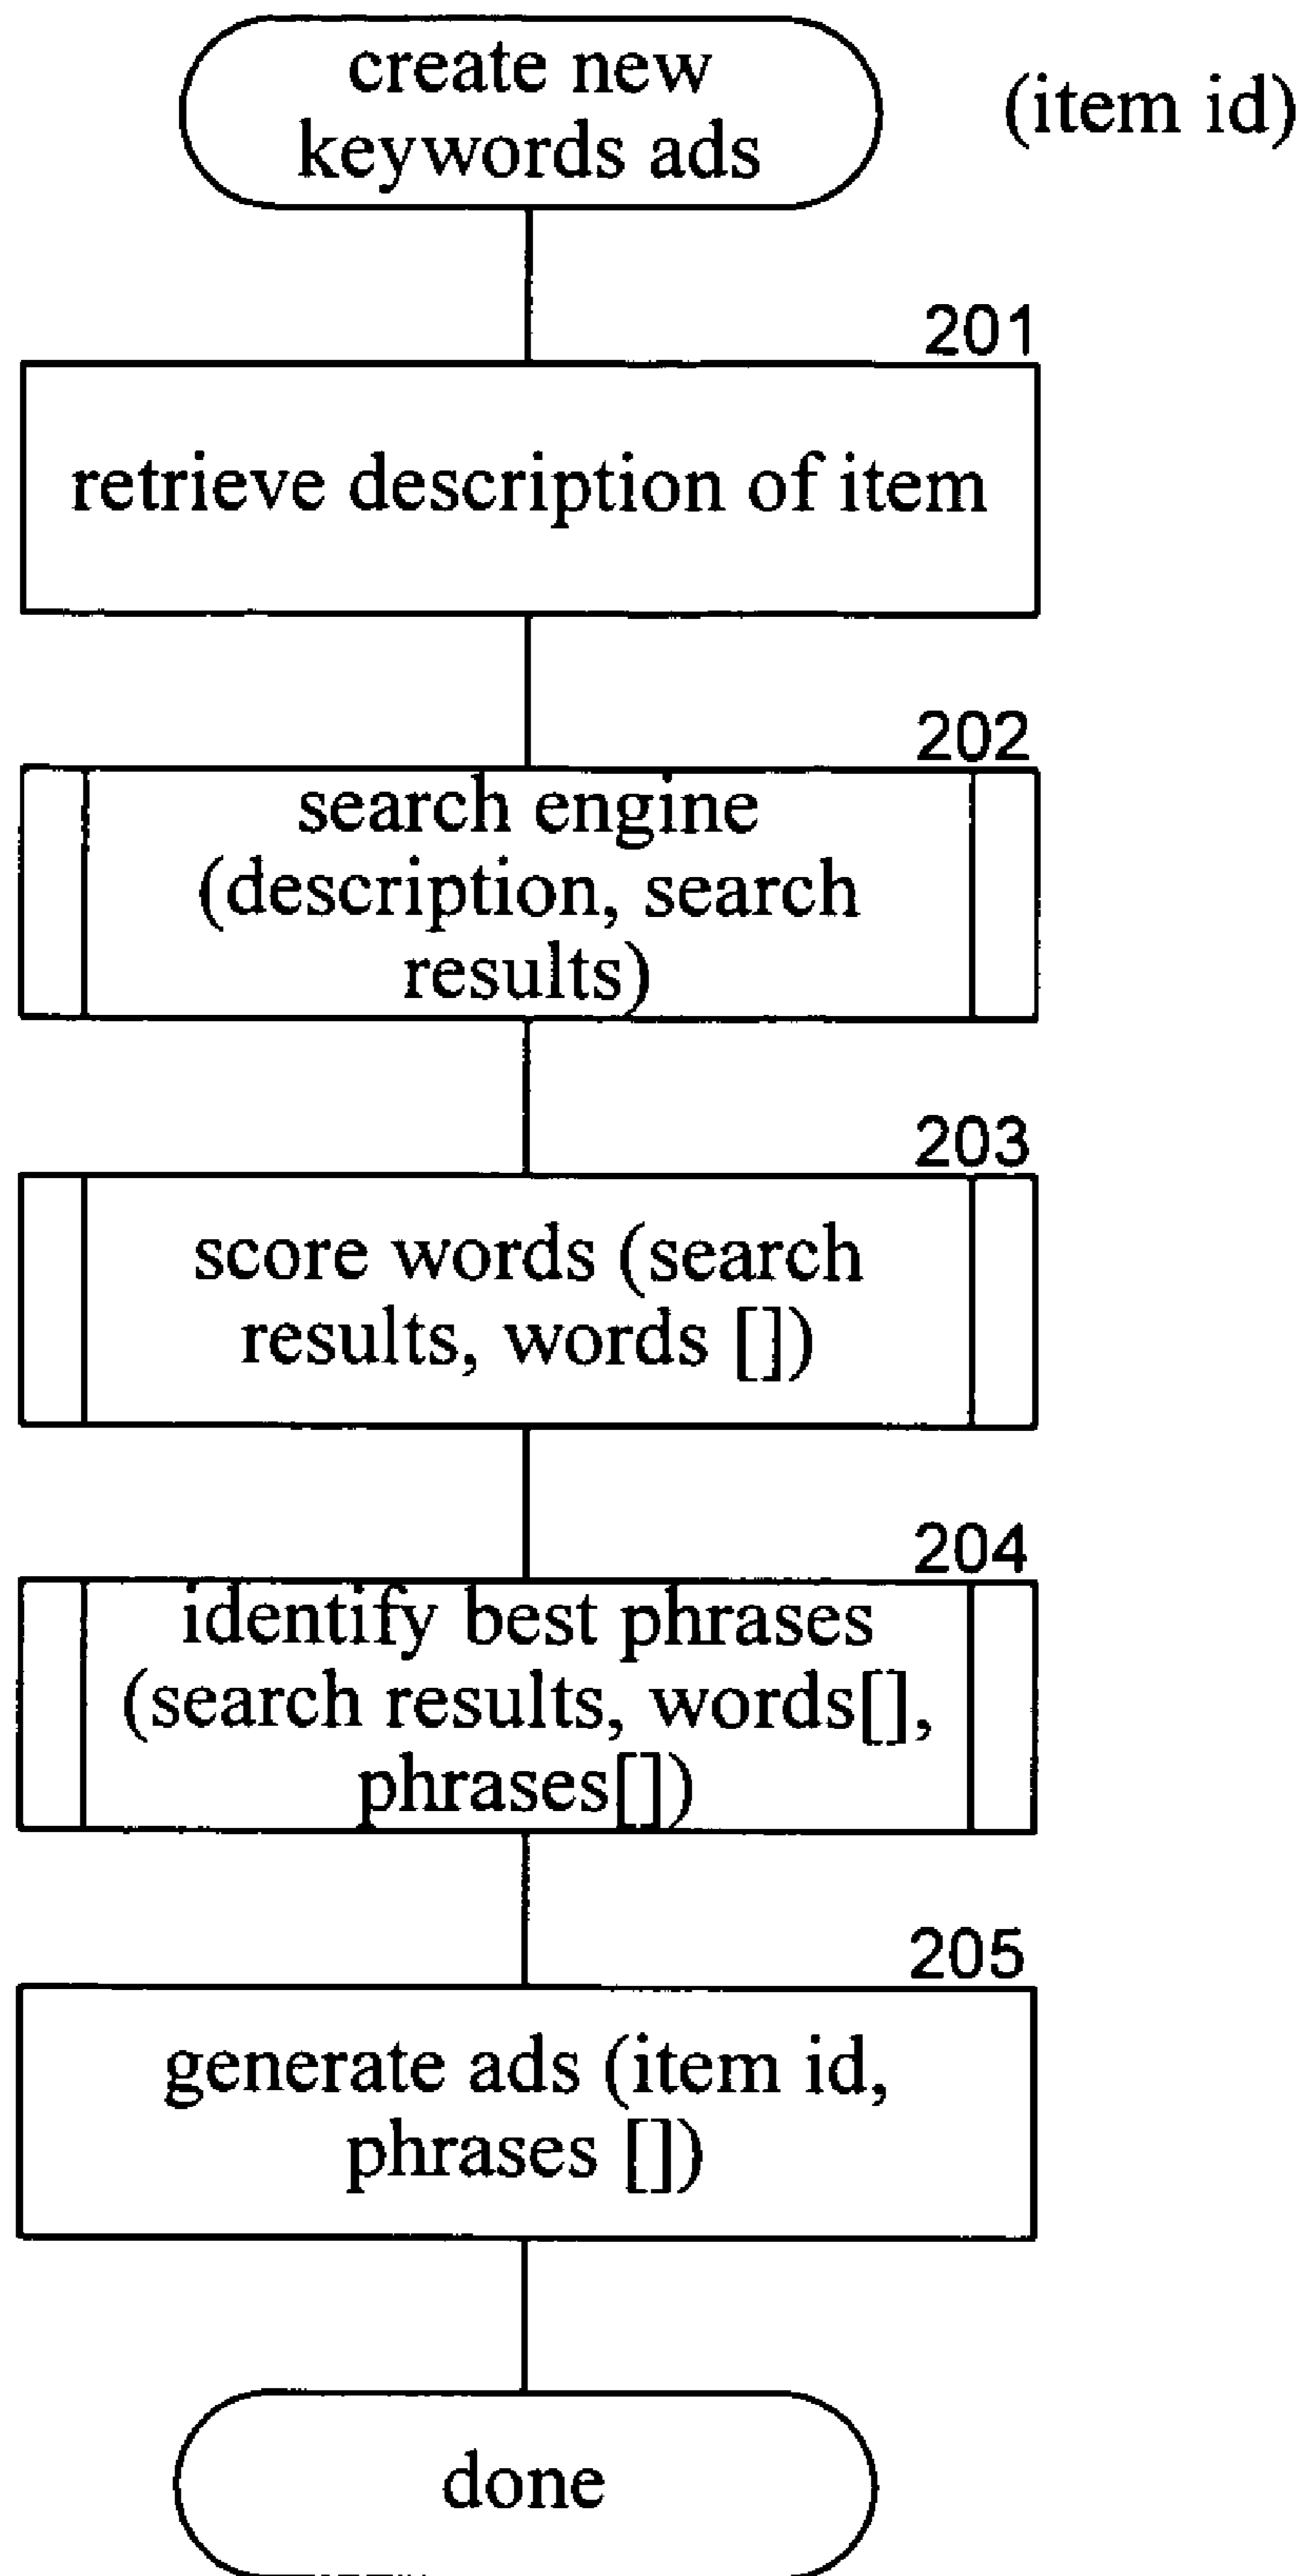 create new
keywords ads
(item id)
201
retrieve description of item
202
search engine
(description, search
results)
203
score words (search
results, words [])
204
identify best phrases
(search results, words[],
phrases[])
205
generate ads (item id,
phrases [])
done